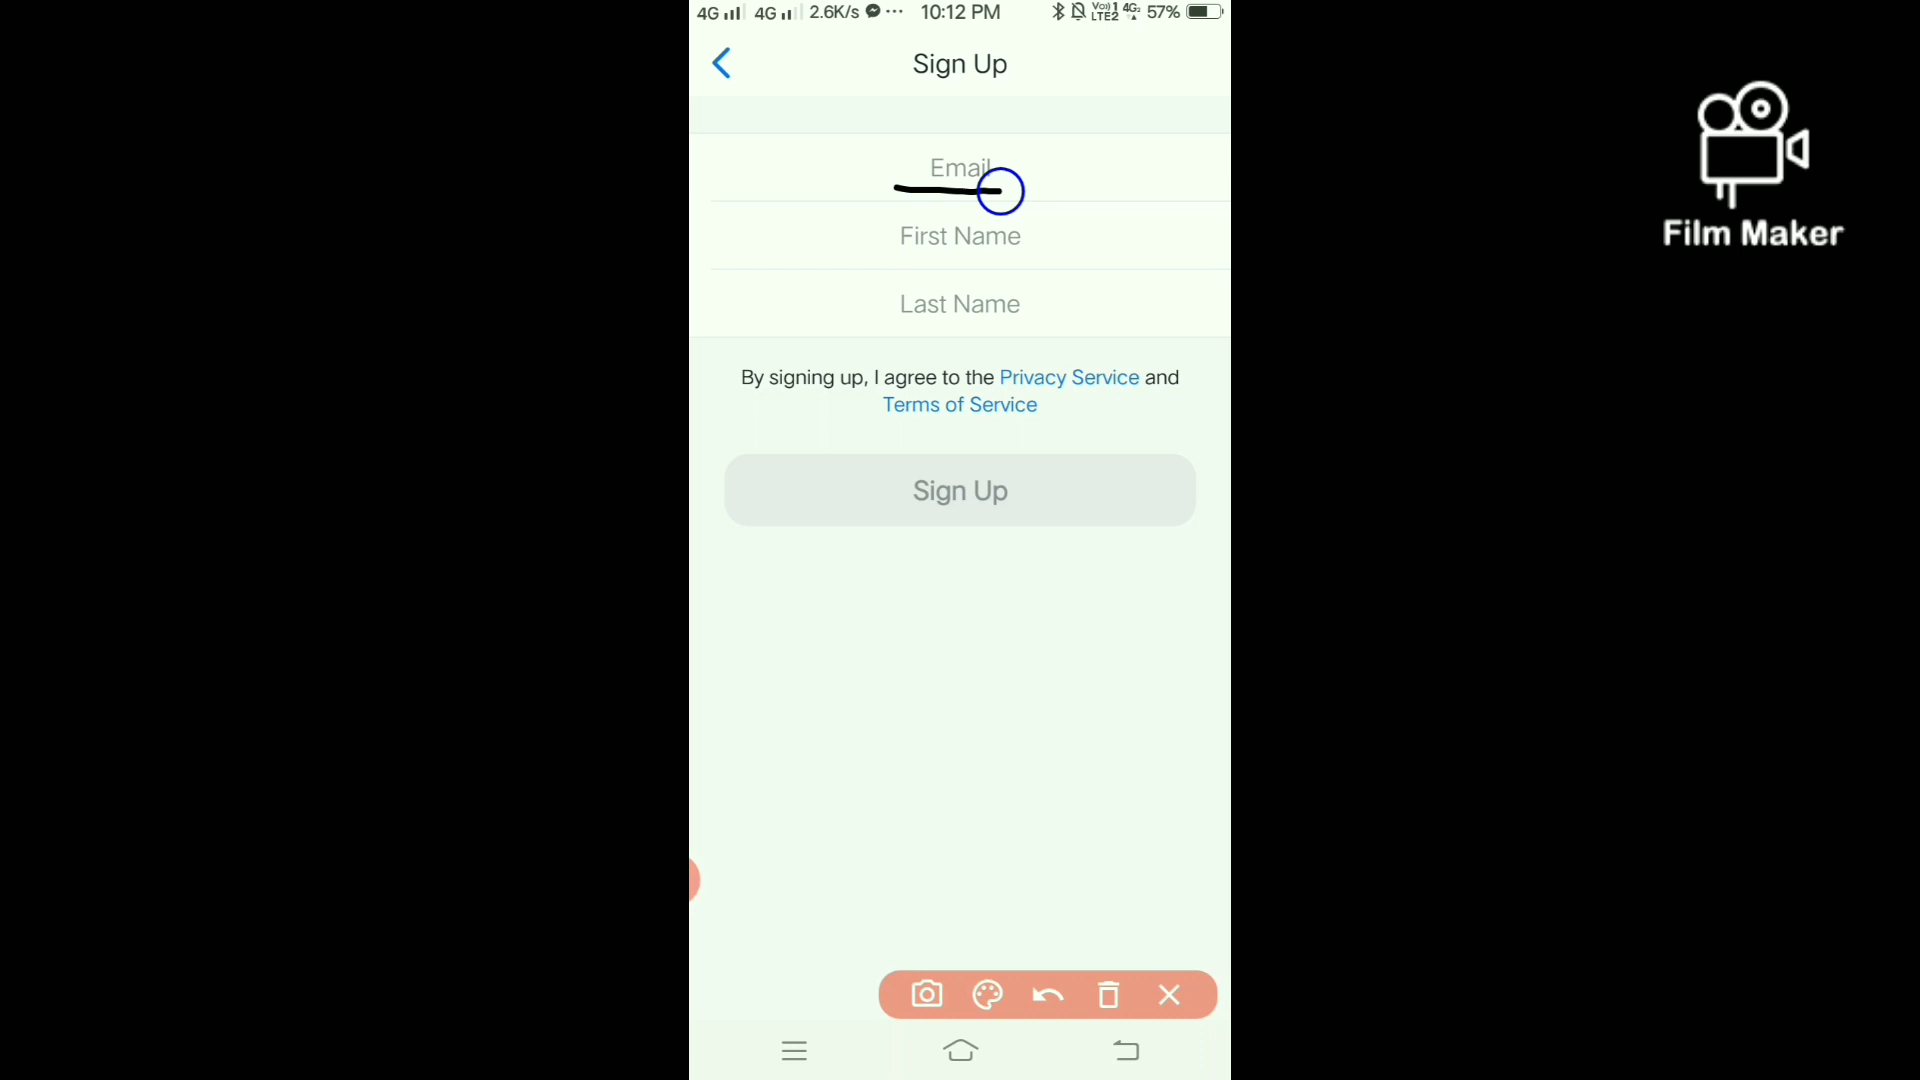 4G 4G 2.6K/s 10:12 PM 57%
Sign Up
Email
First Name
Last Name
By signing up, I agree to the Privacy Service and
Terms of Service
Sign Up
Film Maker